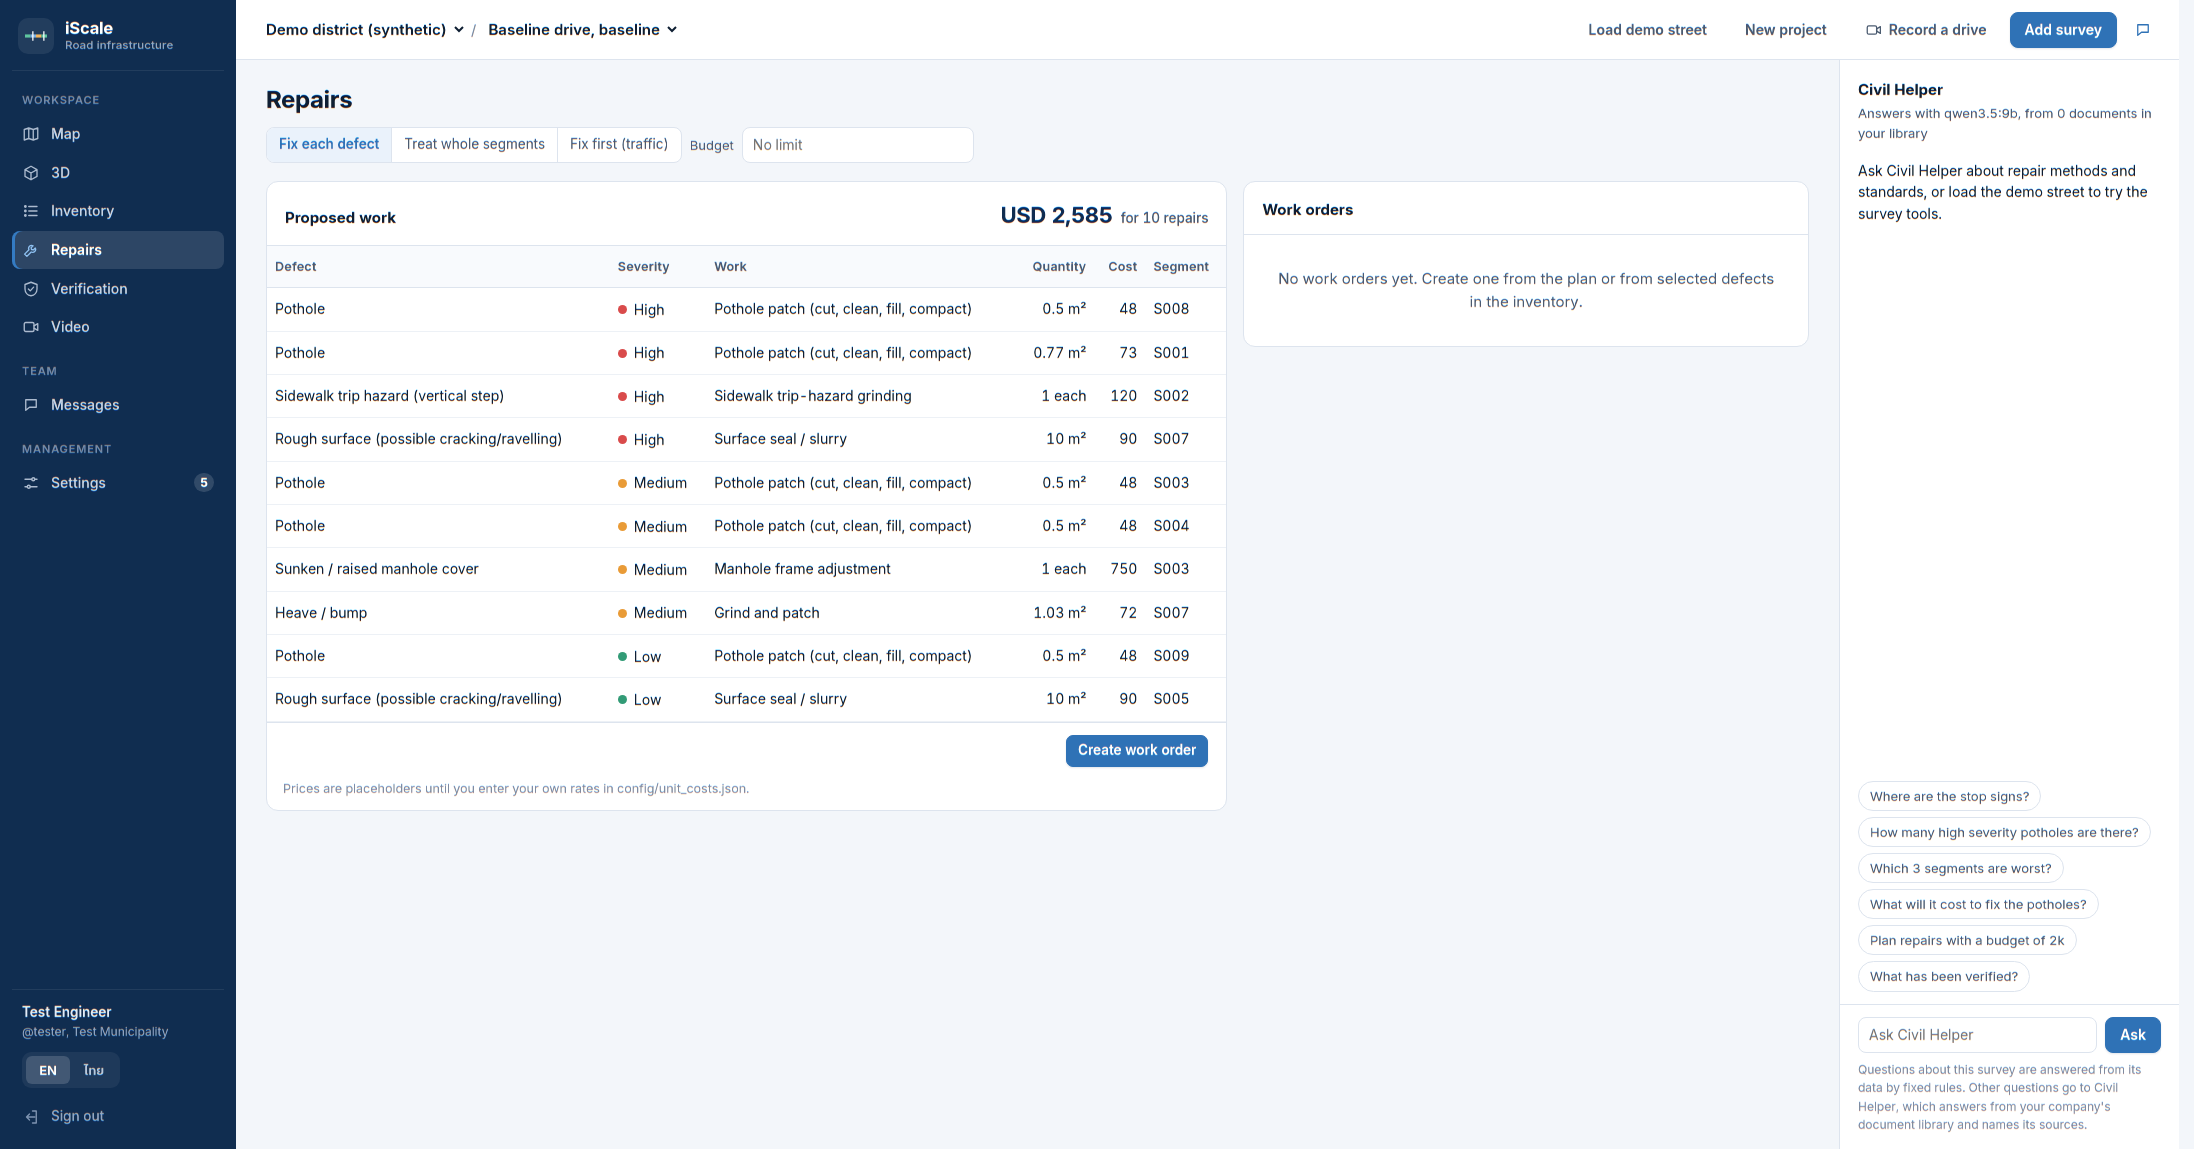 iScale
Road infrastructure
WORKSPACE
Map
3D
Inventory
Repairs
Verification
Video
TEAM
Messages
MANAGEMENT
Settings 5
Test Engineer
@tester, Test Municipality
EN ไทย
Sign out
Demo district (synthetic) / Baseline drive, baseline
Load demo street New project Record a drive Add survey
Repairs
Fix each defect Treat whole segments Fix first (traffic) Budget No limit
Proposed work USD 2,585 for 10 repairs
Defect Severity Work Quantity Cost Segment
Pothole High Pothole patch (cut, clean, fill, compact) 0.5 m² 48 S008
Pothole High Pothole patch (cut, clean, fill, compact) 0.77 m² 73 S001
Sidewalk trip hazard (vertical step) High Sidewalk trip-hazard grinding 1 each 120 S002
Rough surface (possible cracking/ravelling) High Surface seal / slurry 10 m² 90 S007
Pothole Medium Pothole patch (cut, clean, fill, compact) 0.5 m² 48 S003
Pothole Medium Pothole patch (cut, clean, fill, compact) 0.5 m² 48 S004
Sunken / raised manhole cover Medium Manhole frame adjustment 1 each 750 S003
Heave / bump Medium Grind and patch 1.03 m² 72 S007
Pothole Low Pothole patch (cut, clean, fill, compact) 0.5 m² 48 S009
Rough surface (possible cracking/ravelling) Low Surface seal / slurry 10 m² 90 S005
Create work order
Prices are placeholders until you enter your own rates in config/unit_costs.json.
Work orders
No work orders yet. Create one from the plan or from selected defects
in the inventory.
Civil Helper
Answers with qwen3.5:9b, from 0 documents in
your library
Ask Civil Helper about repair methods and
standards, or load the demo street to try the
survey tools.
Where are the stop signs?
How many high severity potholes are there?
Which 3 segments are worst?
What will it cost to fix the potholes?
Plan repairs with a budget of 2k
What has been verified?
Ask Civil Helper Ask
Questions about this survey are answered from its
data by fixed rules. Other questions go to Civil
Helper, which answers from your company's
document library and names its sources.